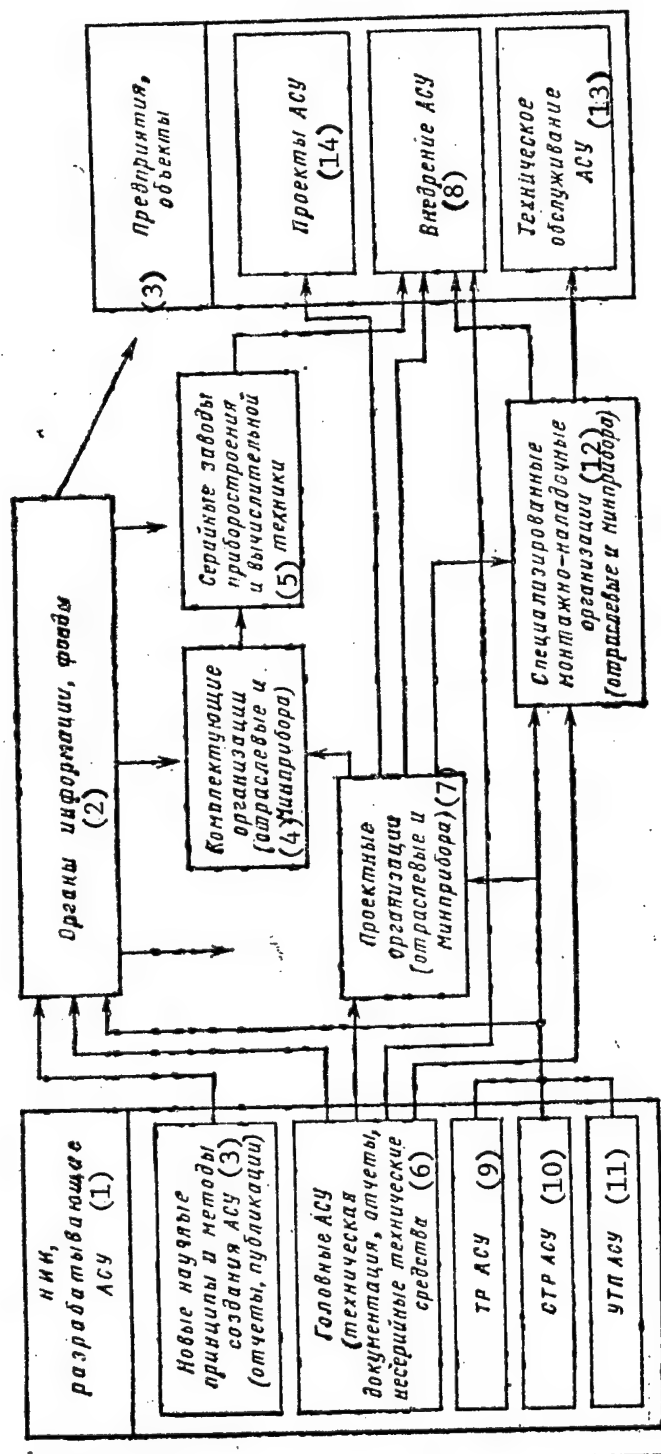 НИИ,
разрабатывающие
АСУ (1)
Новые научные
принципы и методы
создания АСУ (3)
(отчеты, публикации)
Головные АСУ
(техническая
документация, отчеты,
несерийные технические
средства (6)
ТР АСУ (9)
СТР АСУ (10)
УТП АСУ (11)
Органы информации, фонды
(2)
Комплектующие
организации
(отраслевые и
(4) Минприбора)
Серийные заводы
приборостроения
и вычислительной
(5) техники
Проектные
организации
(отраслевые и
Минприбора) (7)
Специализированные
монтажно-наладочные
организации (12)
(отраслевые и минприбора)
(3) Предприятия,
объекты
Проекты АСУ
(14)
Внедрение АСУ
(8)
Техническое
обслуживание
АСУ (13)